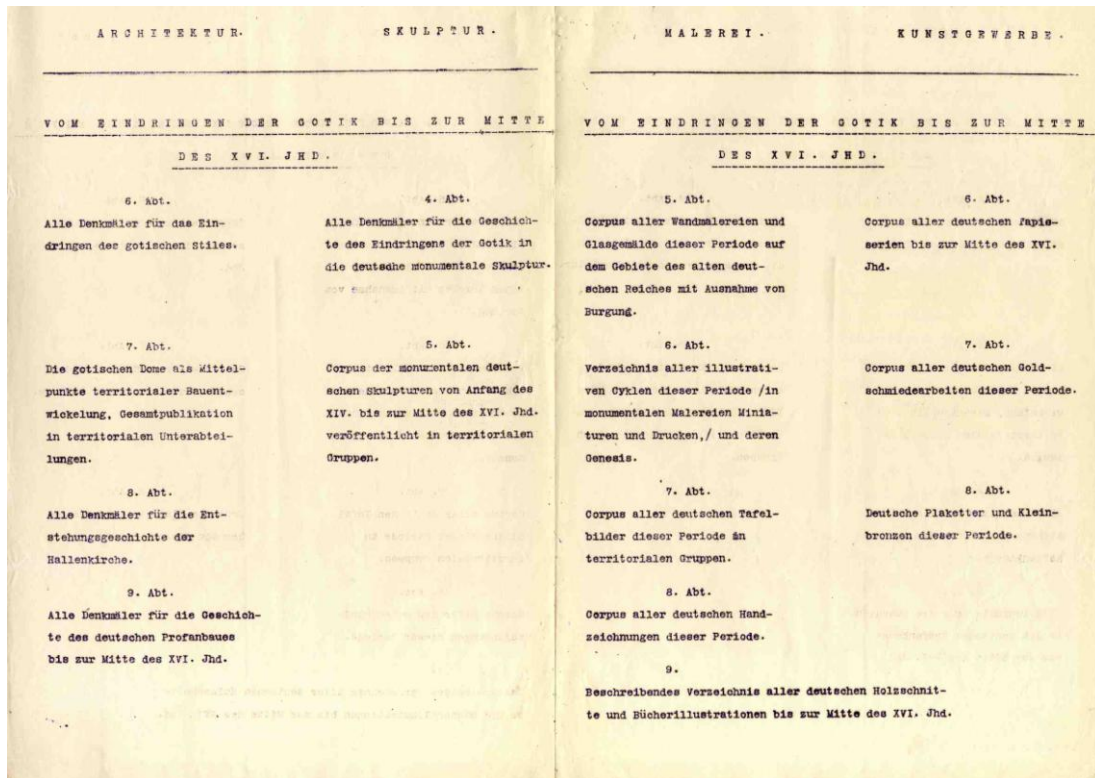 ARCHITEKTUR.
SKULPTUR.
VOM EINDRINGEN DER GOTIK BIS ZUR MITTE
DES XVI. JHD.
6. Abt.
Alle Denkmäler für das Ein-
dringen des gotischen Stiles.
7. Abt.
Die gotischen Dome als Mittel-
punkte territorialer Bauent-
wickelung, Gesamtpublikation
in territorialen Unterabtei-
lungen.
8. Abt.
Alle Denkmäler für die Ent-
stehungsgeschichte der
Hallenkirche.
9. Abt.
Alle Denkmäler für die Geschich-
te des deutschen Profanbaues
bis zur Mitte des XVI. Jhd.
4. Abt.
Alle Denkmäler für die Geschich-
te des Eindringens der Gotik in
die deutsche monumentale Skulptur.
5. Abt.
Corpus der monumentalen deut-
schen Skulpturen von Anfang des
XIV. bis zur Mitte des XVI. Jhd.
veröffentlicht in territorialen
Gruppen.
MALEREI.
KUNSTGEWERBE.
VOM EINDRINGEN DER GOTIK BIS ZUR MITTE
DES XVI. JHD.
5. Abt.
Corpus aller Wandmalereien und
Glasgemälde dieser Periode auf
dem Gebiete des alten deut-
schen Reiches mit Ausnahme von
Burgung.
6. Abt.
Verzeichnis aller illustrati-
ven Cyklen dieser Periode /in
monumentalen Malereien Minia-
turen und Drucken,/ und deren
Genesis.
7. Abt.
Corpus aller deutschen Tafel-
bilder dieser Periode in
territorialen Gruppen.
8. Abt.
Corpus aller deutschen Hand-
zeichnungen dieser Periode.
9.
Beschreibendes Verzeichnis aller deutschen Holzschnit-
te und Bücherillustrationen bis zur Mitte des XVI. Jhd.
6. Abt.
Corpus aller deutschen Tapis-
serien bis zur Mitte des XVI.
Jhd.
7. Abt.
Corpus aller deutschen Gold-
schmiedearbeiten dieser Periode.
8. Abt.
Deutsche Plaketter und Klein-
bronzon dieser Periode.